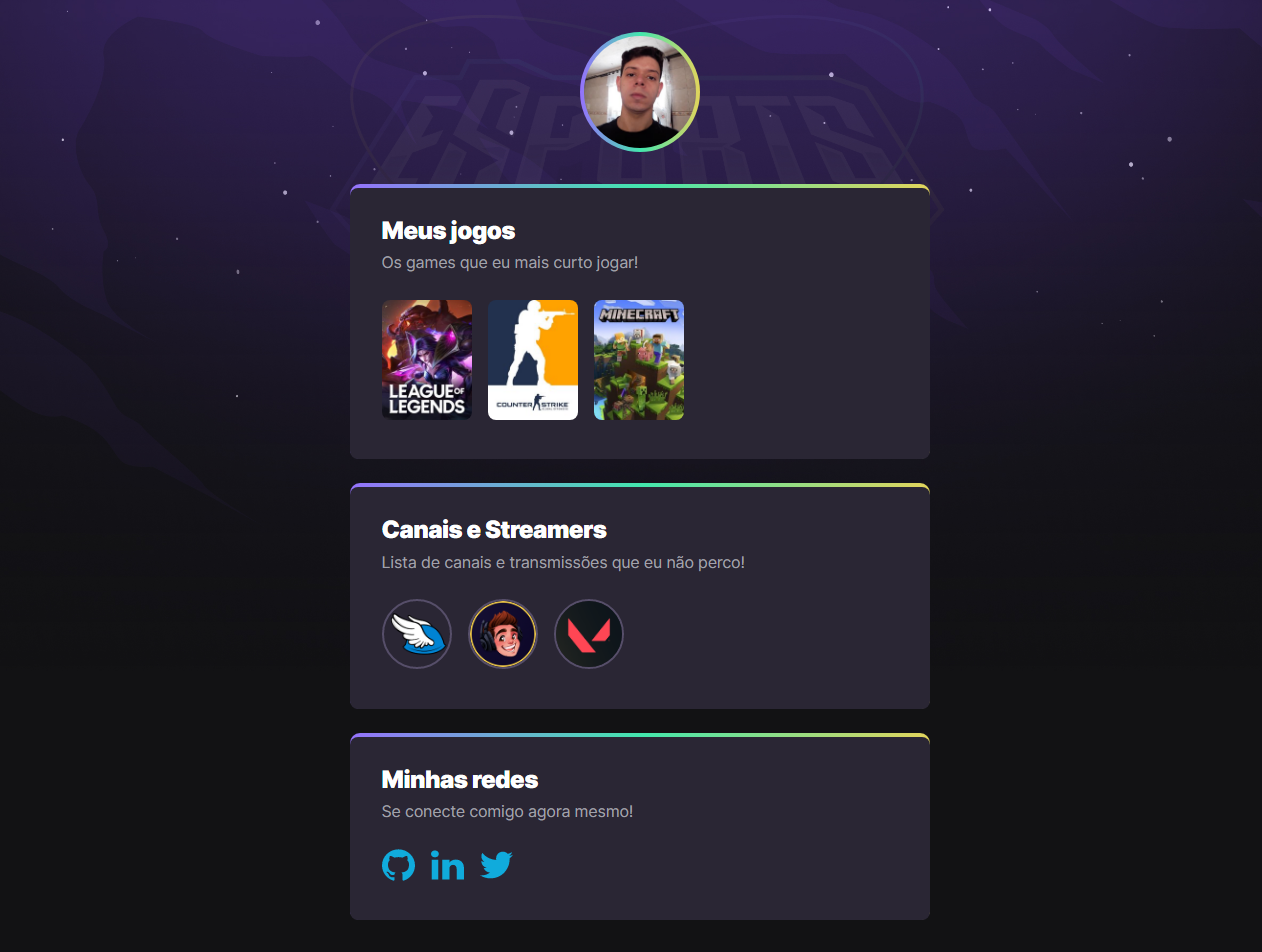 ESPORTS
Meus jogos
Os games que eu mais curto jogar!
LEAGUE OF
LEGENDS
COUNTER STRIKE
MINECRAFT
Canais e Streamers
Lista de canais e transmissões que eu não perco!
Minhas redes
Se conecte comigo agora mesmo!
in